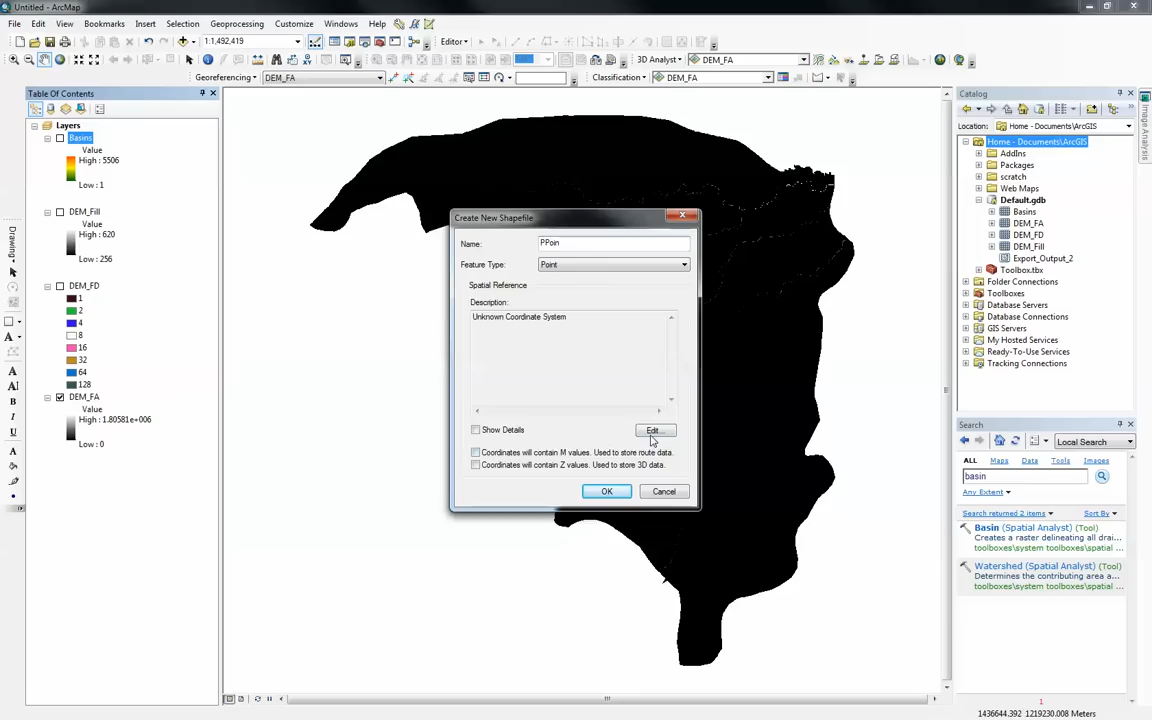 Untitled - ArcMap
File Edit View Bookmarks Insert Selection Geoprocessing Customize Windows Help
1:1,492,419
Editor
3D Analyst
DEM_FA
Georeferencing
DEM_FA
Classification
DEM_FA
Table Of Contents
Layers
Basins
Value
High : 5506
Low : 1
DEM_Fill
Value
High : 620
Low : 256
DEM_FD
1
2
4
8
16
32
64
128
DEM_FA
Value
High : 1.80581e+006
Low : 0
Drawing
A
A
A
B
I
U
A
Create New Shapefile
Name:
PPoin
Feature Type:
Point
Spatial Reference
Description:
Unknown Coordinate System
Show Details
Edit...
Coordinates will contain M values. Used to store route data.
Coordinates will contain Z values. Used to store 3D data.
OK
Cancel
Catalog
Location:
Home - Documents\ArcGIS
Home - Documents\ArcGIS
AddIns
Packages
scratch
Web Maps
Default.gdb
Basins
DEM_FA
DEM_FD
DEM_Fill
Export_Output_2
Toolbox.tbx
Folder Connections
Toolboxes
Database Servers
Database Connections
GIS Servers
My Hosted Services
Ready-To-Use Services
Tracking Connections
Image Analysis
Search
Local Search
ALL Maps Data Tools Images
basin
Any Extent
Search returned 2 items
Sort By
Basin (Spatial Analyst) (Tool)
Creates a raster delineating all drai...
toolboxes\system toolboxes\spatial
Watershed (Spatial Analyst) (Tool)
Determines the contributing area a...
toolboxes\system toolboxes\spatial
1
1436644.392 1219230.008 Meters